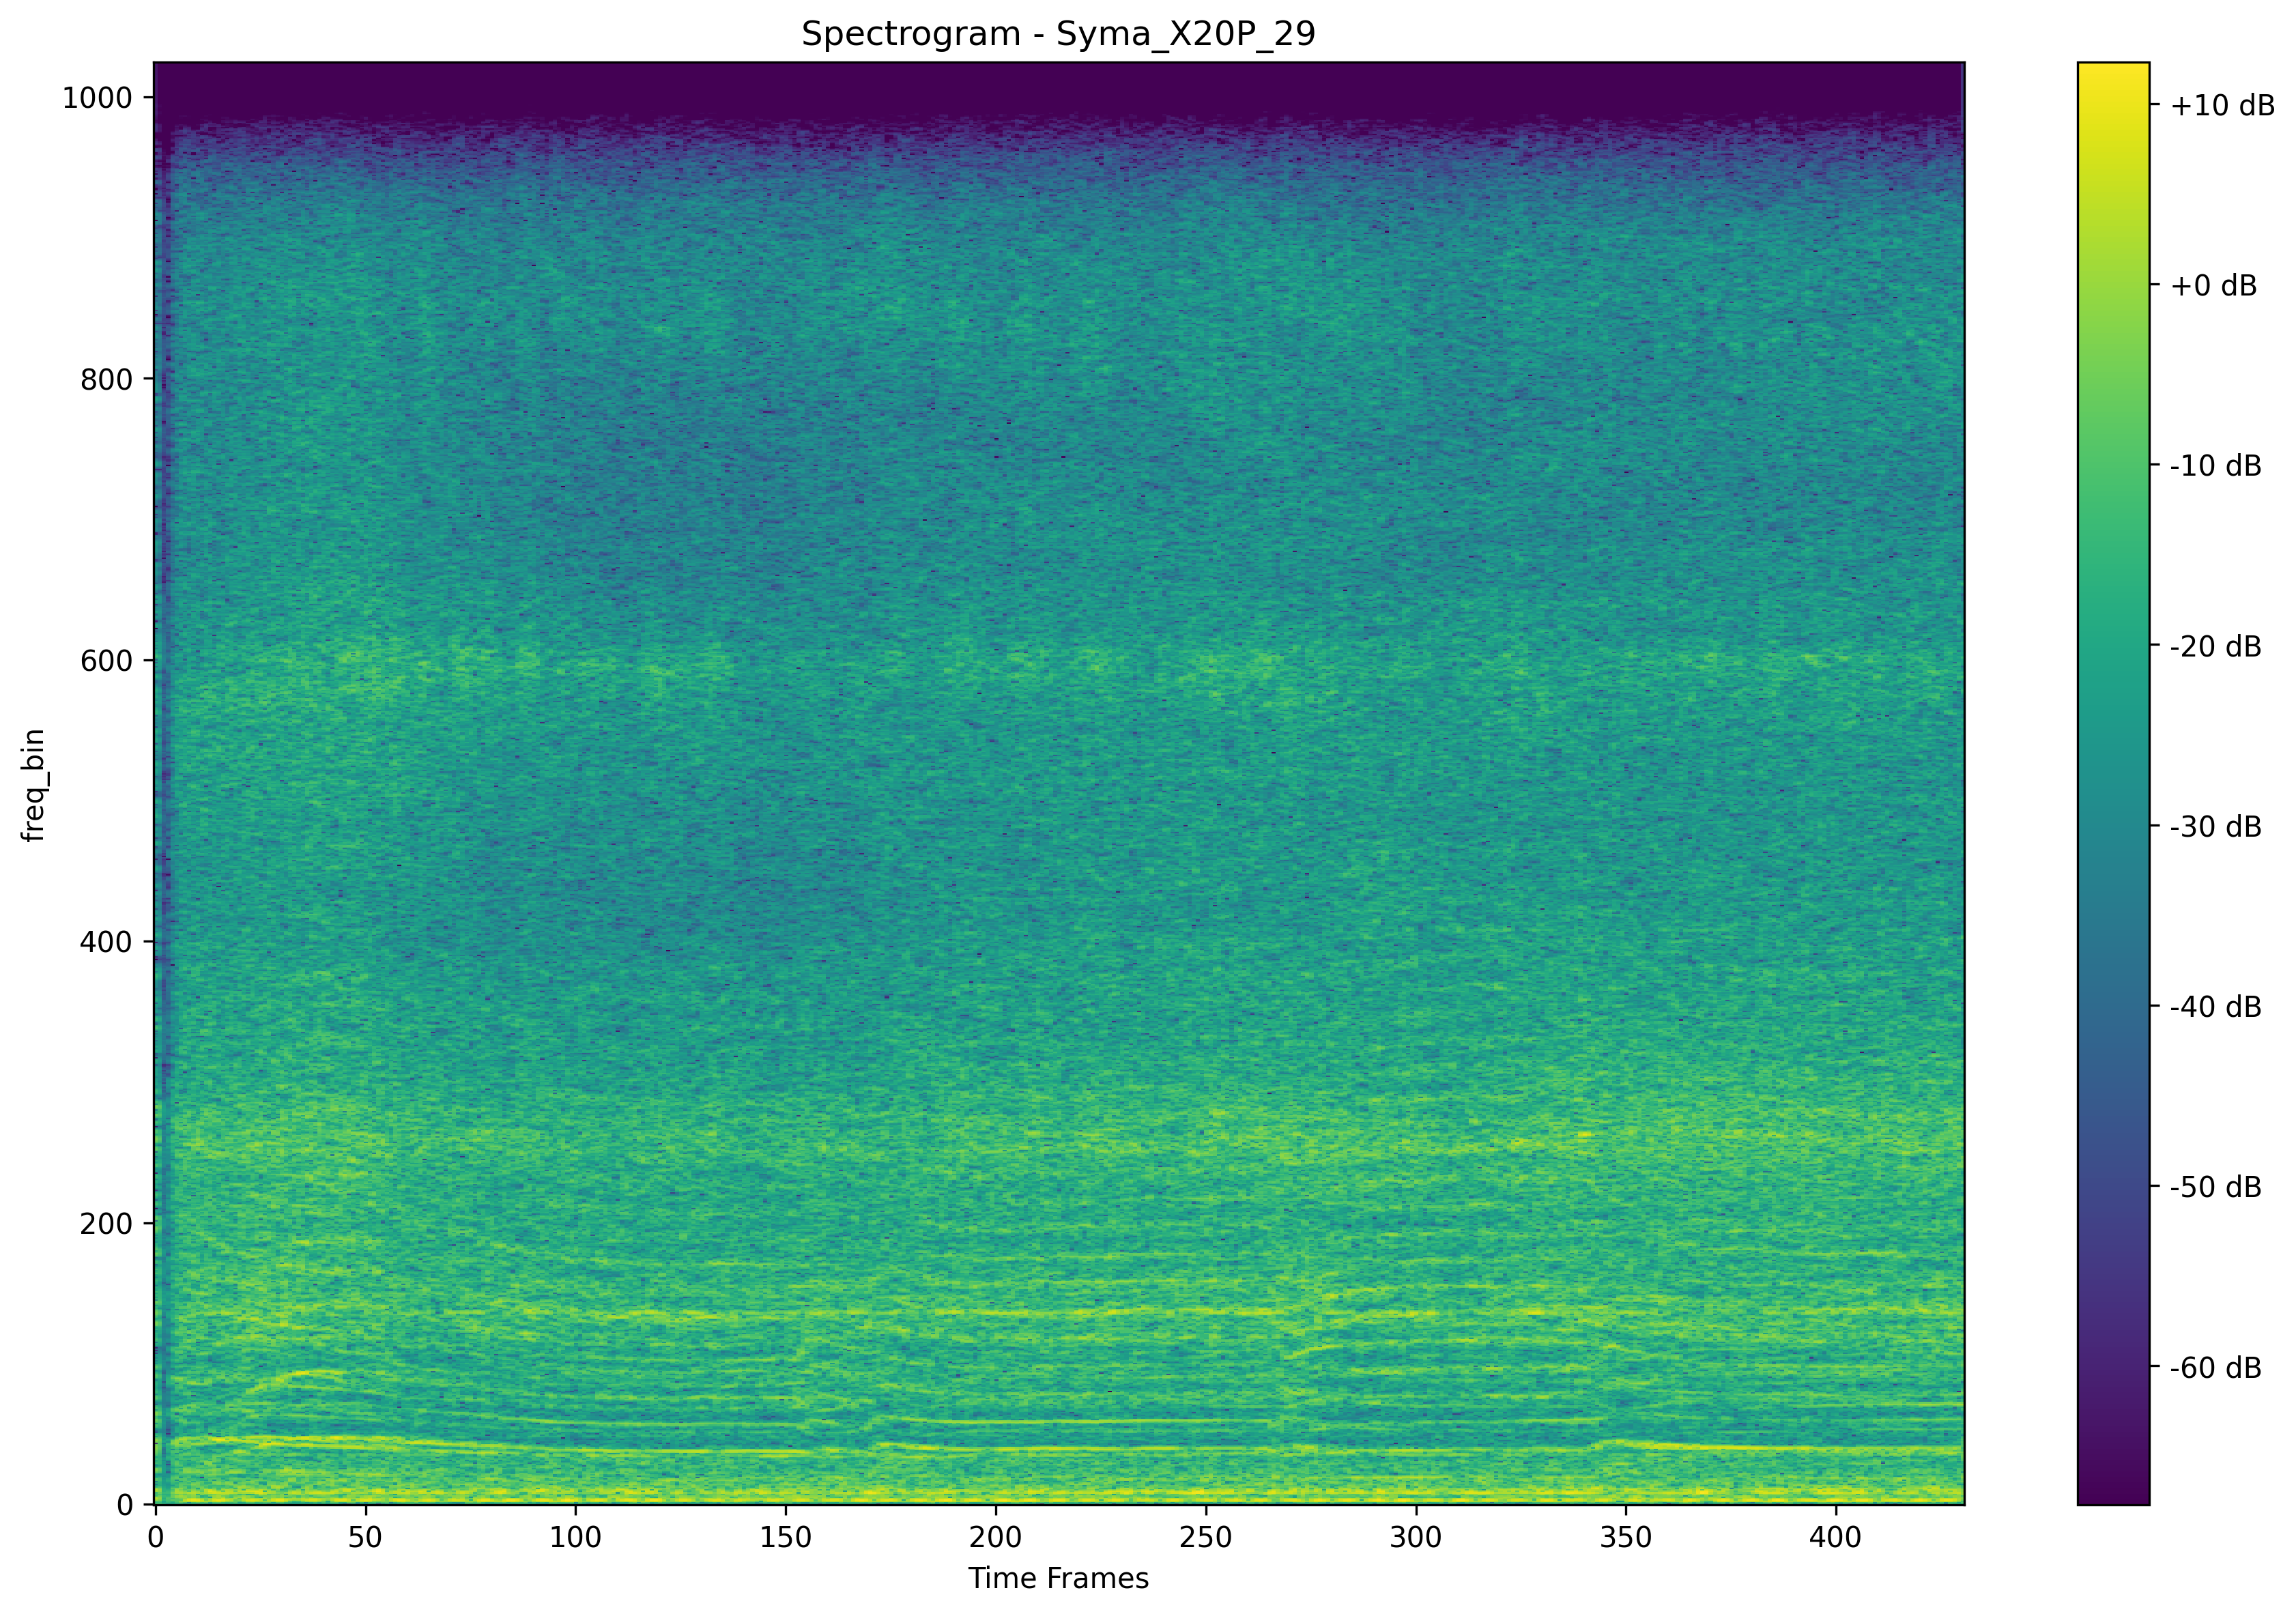 Spectrogram - Syma_X20P_29
1000
800
600
400
200
0
freq_bin
0 50 100 150 200 250 300 350 400
Time Frames
+10 dB
+0 dB
-10 dB
-20 dB
-30 dB
-40 dB
-50 dB
-60 dB